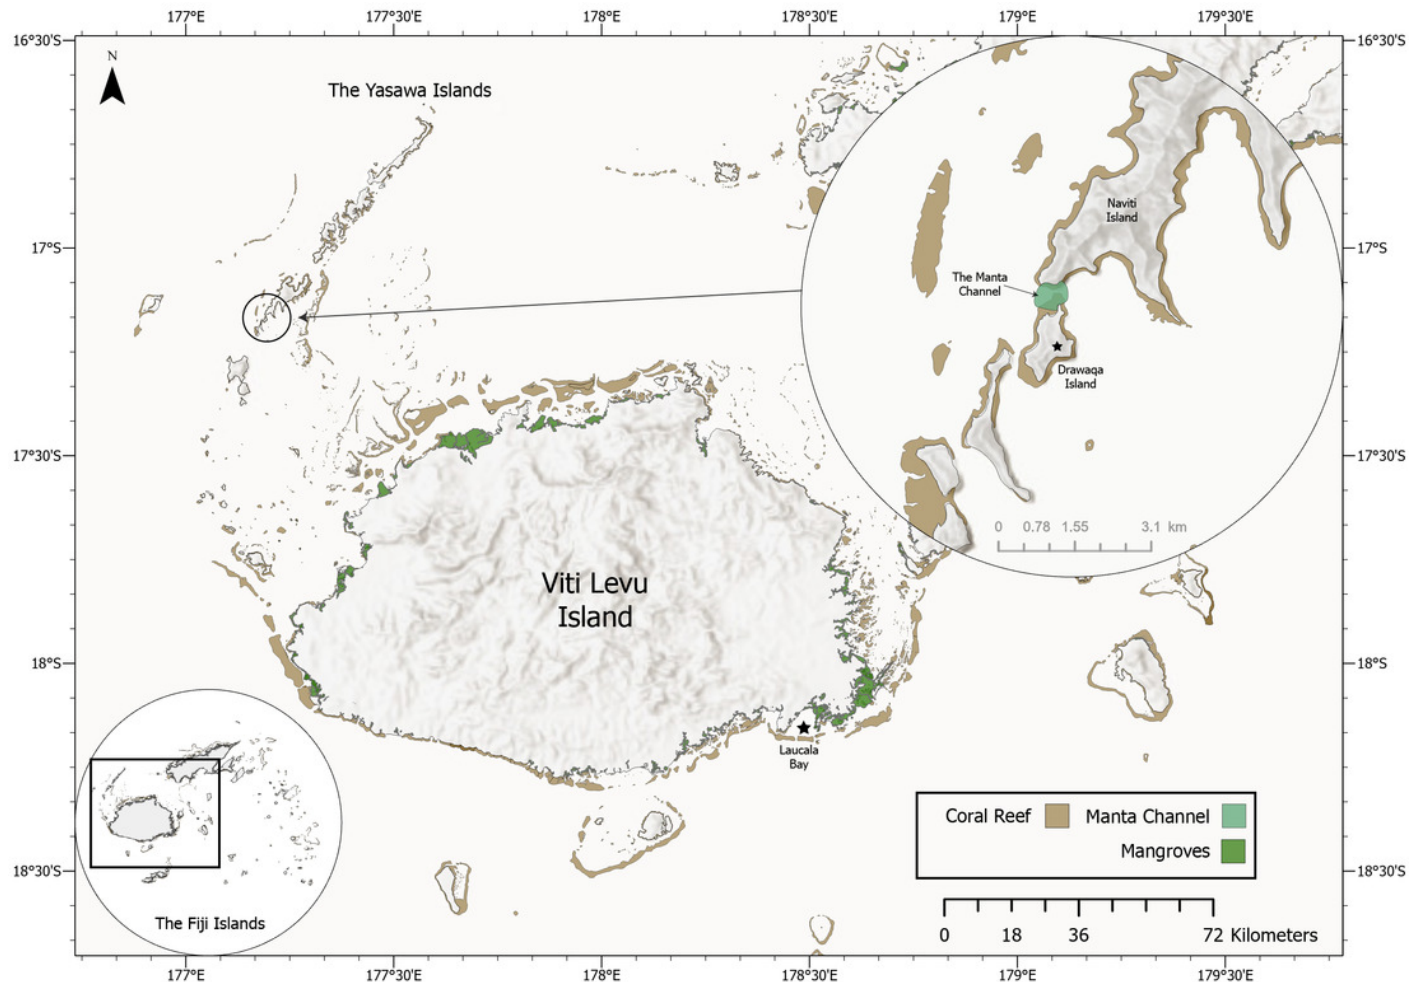 177°E 177°30'E 178°E 178°30'E 179°E 179°30'E
16°30'S 16°30'S
N
The Yasawa Islands
Naviti
Island
17°S 17°S
The Manta
Channel
Drawaqa
Island
17°30'S 17°30'S
0 0.78 1.55 3.1 km
Viti Levu
Island
18°S 18°S
Laucala
Bay
Coral Reef Manta Channel
Mangroves
18°30'S 18°30'S
The Fiji Islands
0 18 36 72 Kilometers
177°E 177°30'E 178°E 178°30'E 179°E 179°30'E